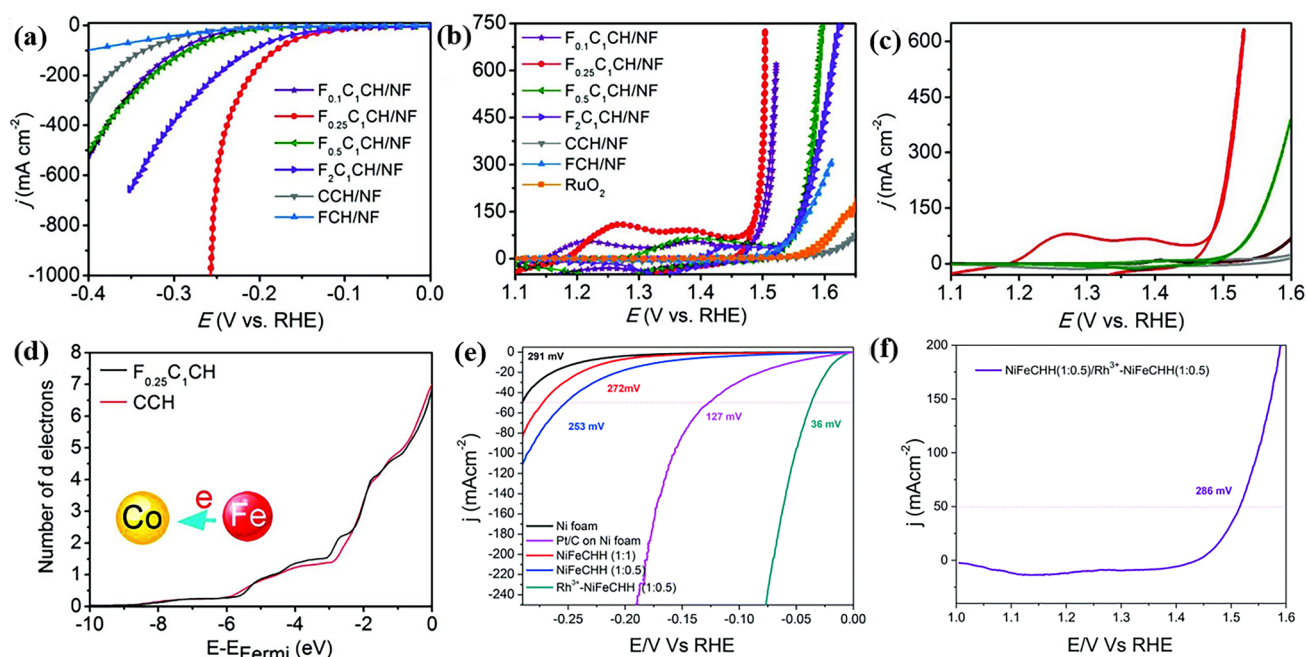 (a)
0
-200
-400
-600
-800
-1000
j (mA cm⁻²)
F₀.₁C₁CH/NF
F₀.₂₅C₁CH/NF
F₀.₅C₁CH/NF
F₂C₁CH/NF
CCH/NF
FCH/NF
-0.4 -0.3 -0.2 -0.1 0.0
E (V vs. RHE)
(b)
750
600
450
300
150
0
j (mA cm⁻²)
F₀.₁C₁CH/NF
F₀.₂₅C₁CH/NF
F₀.₅C₁CH/NF
F₂C₁CH/NF
CCH/NF
FCH/NF
RuO₂
1.1 1.2 1.3 1.4 1.5 1.6
E (V vs. RHE)
(c)
600
450
300
150
0
j (mA cm⁻²)
1.1 1.2 1.3 1.4 1.5 1.6
E (V vs. RHE)
(d)
8
7
6
5
4
3
2
1
0
Number of d electrons
F₀.₂₅C₁CH
CCH
Co e Fe
-10 -8 -6 -4 -2 0
E-E_Fermi (eV)
(e)
0
-20
-40
-60
-80
-100
-120
-140
-160
-180
-200
-220
-240
j (mAcm⁻²)
291 mV
272mV
253 mV
127 mV
36 mV
Ni foam
Pt/C on Ni foam
NiFeCHH (1:1)
NiFeCHH (1:0.5)
Rh³⁺-NiFeCHH (1:0.5)
-0.25 -0.20 -0.15 -0.10 -0.05 0.00
E/V Vs RHE
(f)
200
150
100
50
0
j (mAcm⁻²)
NiFeCHH(1:0.5)/Rh³⁺-NiFeCHH(1:0.5)
286 mV
1.0 1.1 1.2 1.3 1.4 1.5 1.6
E/V Vs RHE